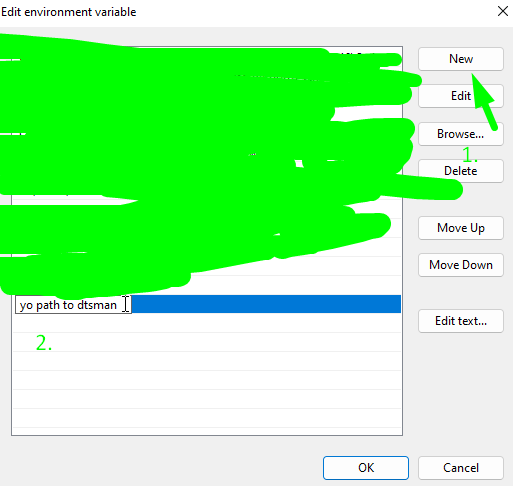 Edit environment variable
New
Edit
Browse...
1.
Delete
Move Up
Move Down
yo path to dtsman
Edit text...
2.
OK
Cancel